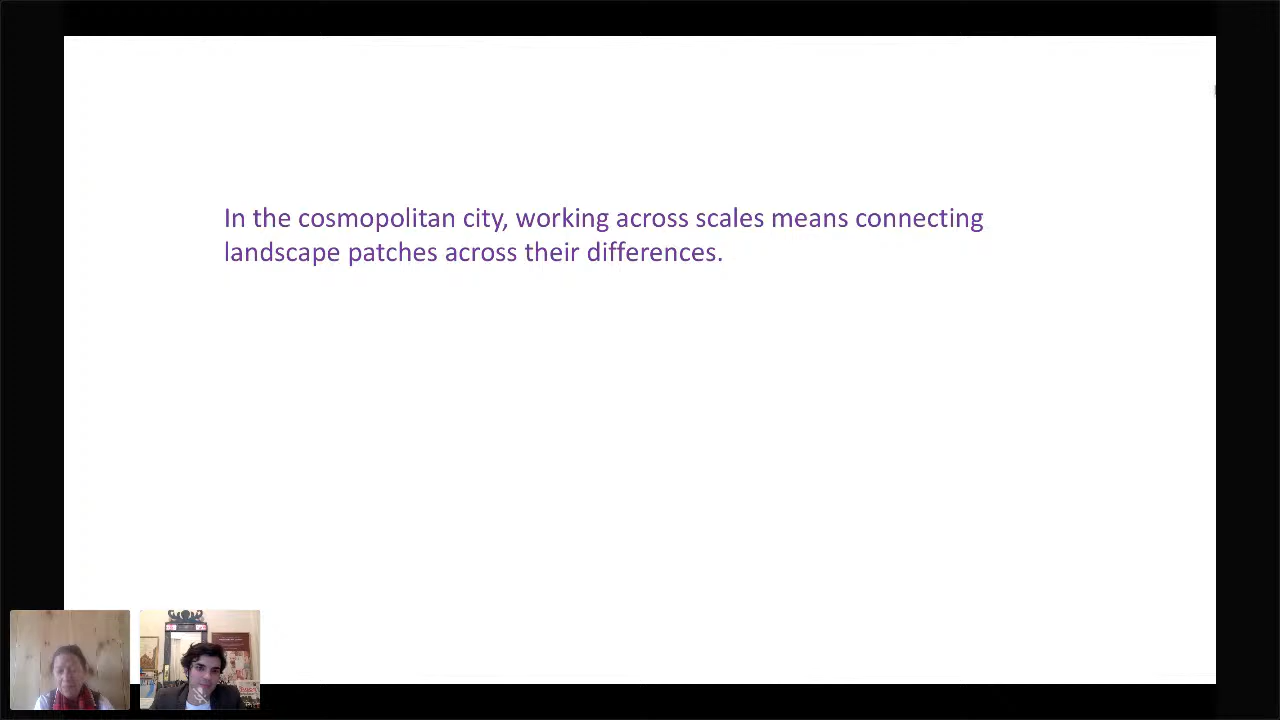 In the cosmopolitan city, working across scales means connecting
landscape patches across their differences.